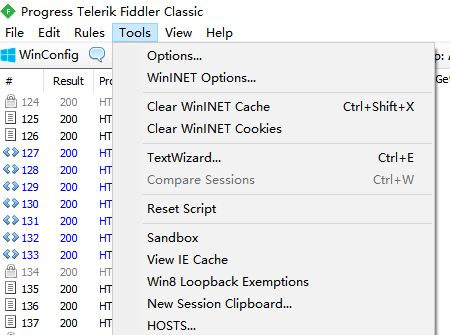 Progress Telerik Fiddler Classic
File Edit Rules Tools View Help
WinConfig
# Result
124 200 HT
125 200 HT
126 200 HT
127 200 HT
128 200 HT
129 200 HT
130 200 HT
131 200 HT
132 200 HT
133 200 HT
134 200 HT
135 200 HT
136 200 HT
137 200 HT
Options...
WinINET Options...
Clear WinINET Cache Ctrl+Shift+X
Clear WinINET Cookies
TextWizard... Ctrl+E
Compare Sessions Ctrl+W
Reset Script
Sandbox
View IE Cache
Win8 Loopback Exemptions
New Session Clipboard...
HOSTS...